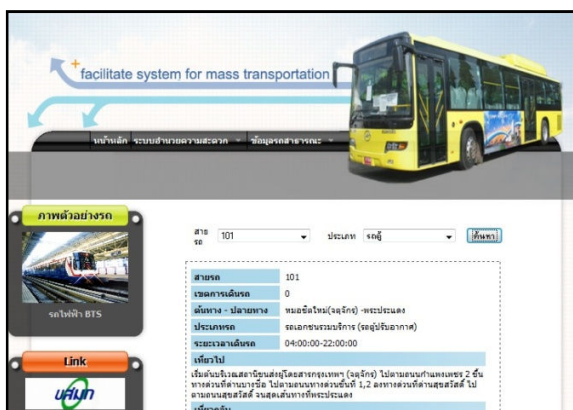 facilitate system for mass transportation
หน้าหลัก ระบบอำนวยความสะดวก ข้อมูลรถสาธารณะ
ภาพตัวอย่างรถ
รถไฟฟ้า BTS
Link
บศมท
สายรถ 101 ประเภท รถตู้ ค้นหา
สายรถ 101
เขตการเดินรถ 0
ต้นทาง - ปลายทาง หมอชิตใหม่(จตุจักร) -พระประแดง
ประเภทรถ รถเอกชนรวมบริการ (รถตู้ปรับอากาศ)
ระยะเวลาเดินรถ 04:00:00-22:00:00
เที่ยวไป
เริ่มต้นบริเวณสถานีขนส่งผู้โดยสารกรุงเทพฯ (จตุจักร) ไปตามถนนกำแพงเพชร 2 ขึ้น
ทางด่วนที่ด่านบางซื่อ ไปตามถนนทางด่วนขั้นที่ 1,2 ลงทางด่วนที่ด่านสุขสวัสดิ์ ไป
ตามถนนสุขสวัสดิ์ จนสุดเส้นทางที่พระประแดง
เที่ยวกลับ